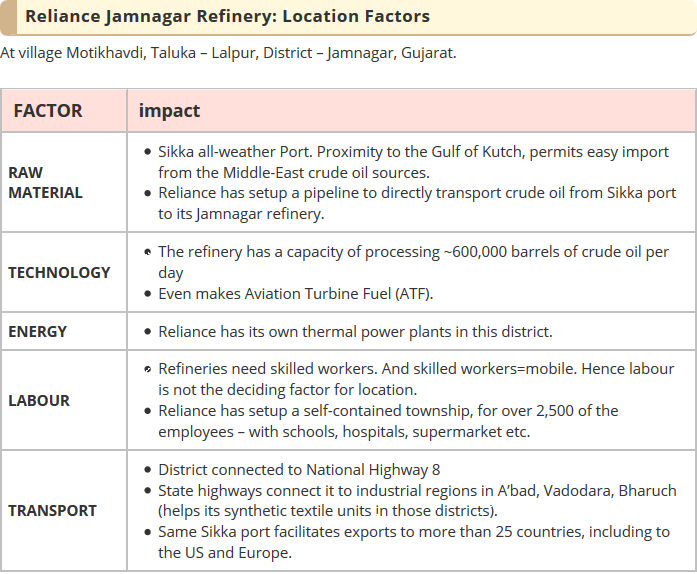 Reliance Jamnagar Refinery: Location Factors
At village Motikhavdi, Taluka – Lalpur, District – Jamnagar, Gujarat.
FACTOR impact
RAW MATERIAL
• Sikka all-weather Port. Proximity to the Gulf of Kutch, permits easy import
from the Middle-East crude oil sources.
• Reliance has setup a pipeline to directly transport crude oil from Sikka port
to its Jamnagar refinery.
TECHNOLOGY
• The refinery has a capacity of processing ~600,000 barrels of crude oil per
day
• Even makes Aviation Turbine Fuel (ATF).
ENERGY
• Reliance has its own thermal power plants in this district.
LABOUR
• Refineries need skilled workers. And skilled workers=mobile. Hence labour
is not the deciding factor for location.
• Reliance has setup a self-contained township, for over 2,500 of the
employees – with schools, hospitals, supermarket etc.
TRANSPORT
• District connected to National Highway 8
• State highways connect it to industrial regions in A’bad, Vadodara, Bharuch
(helps its synthetic textile units in those districts).
• Same Sikka port facilitates exports to more than 25 countries, including to
the US and Europe.